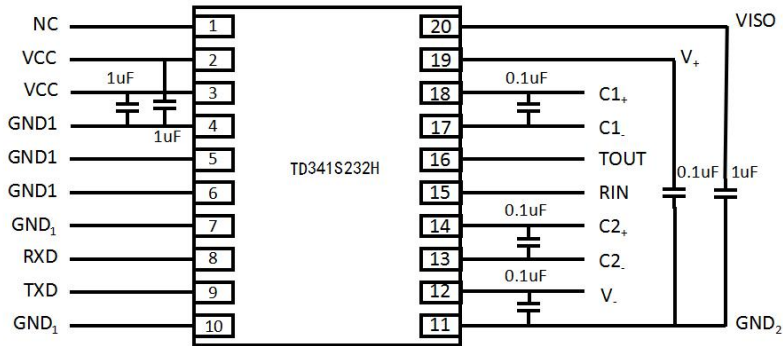 NC 1 20 VISO
VCC 2 19 V+
1uF 0.1uF
VCC 3 18 C1+
GND1 4 17 C1-
1uF
GND1 5 16 TOUT
TD341S232H
0.1uF 1uF
GND1 6 15 RIN
0.1uF
GND1 7 14 C2+
RXD 8 13 C2-
0.1uF
TXD 9 12 V-
GND1 10 11 GND2